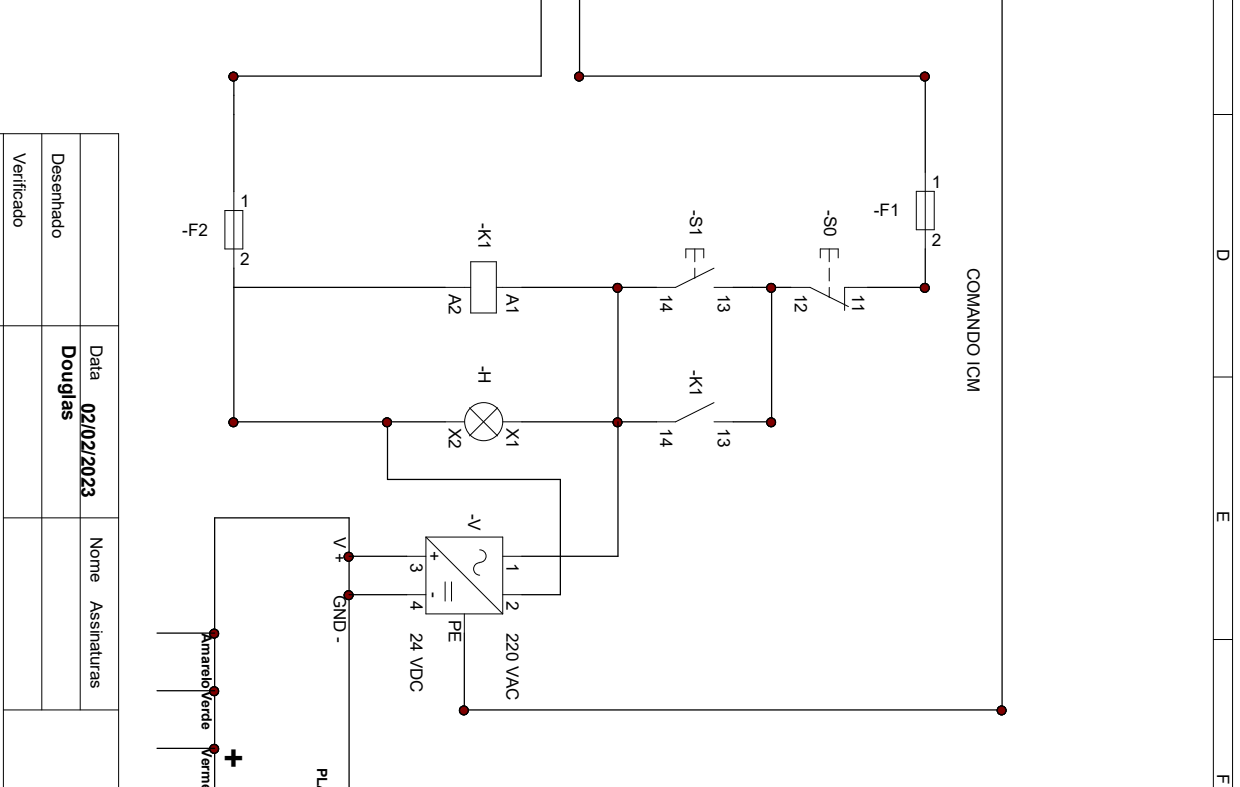 D
E
F
COMANDO ICM
-F1
1
2
-S0
11
12
-S1
13
14
-K1
13
14
-K1
A1
A2
-H
X1
X2
-F2
1
2
-V
1
2
+
3
-
4
PE
220 VAC
24 VDC
V +
GND -
Amarelo
Verde
+
Data 02/02/2023
Nome Assinaturas
Desenhado
Douglas
Verificado